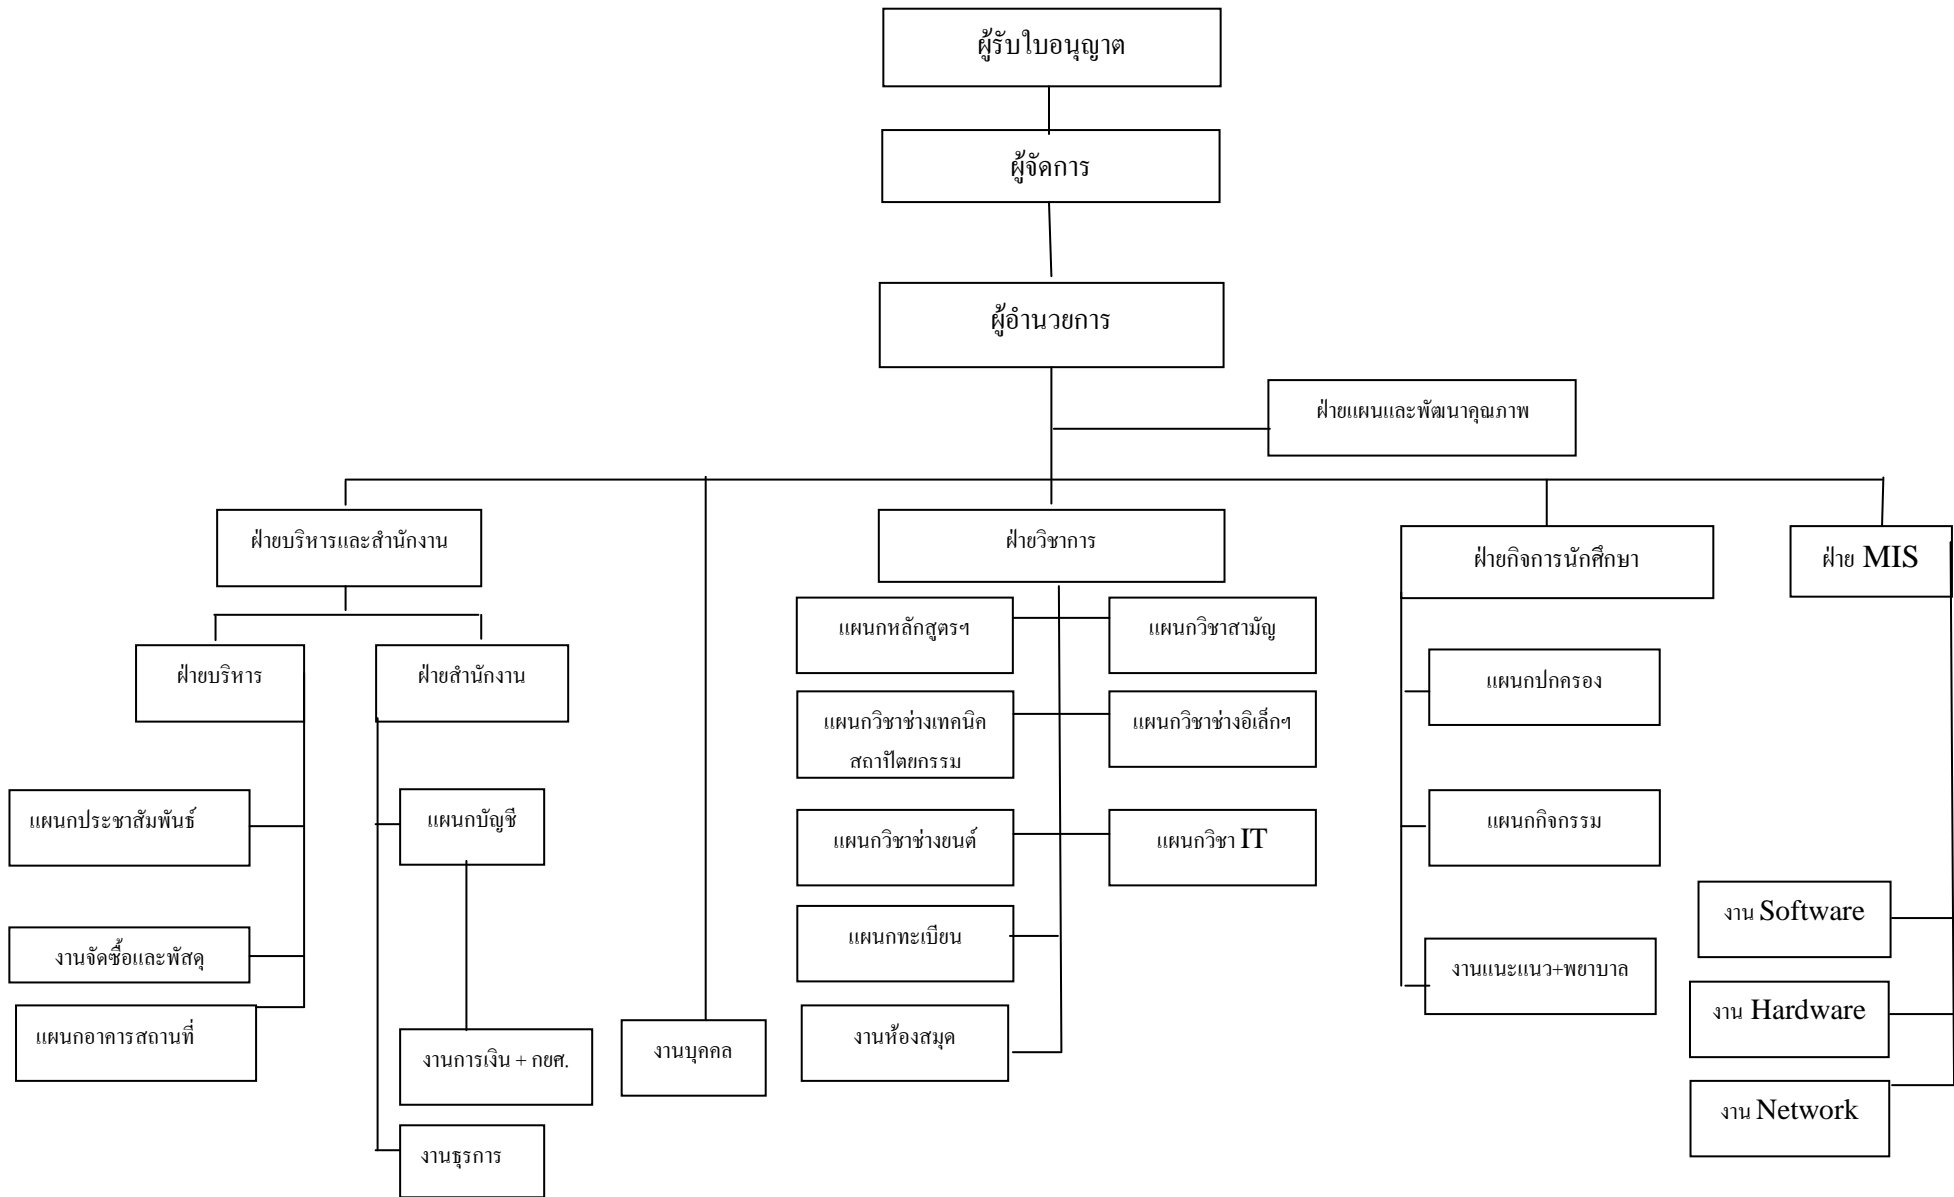 ผู้รับใบอนุญาต
ผู้จัดการ
ผู้อำนวยการ
ฝ่ายแผนและพัฒนาคุณภาพ
ฝ่ายบริหารและสำนักงาน
ฝ่ายวิชาการ
ฝ่ายกิจการนักศึกษา
ฝ่าย MIS
ฝ่ายบริหาร
ฝ่ายสำนักงาน
แผนกประชาสัมพันธ์
งานจัดซื้อและพัสดุ
แผนกอาคารสถานที่
แผนกบัญชี
งานการเงิน + กยศ.
งานธุรการ
งานบุคคล
แผนกหลักสูตรฯ
แผนกวิชาสามัญ
แผนกวิชาช่างเทคนิค
สถาปัตยกรรม
แผนกวิชาช่างอิเล็กฯ
แผนกวิชาช่างยนต์
แผนกวิชา IT
แผนกทะเบียน
งานห้องสมุด
แผนกปกครอง
แผนกกิจกรรม
งานแนะแนว+พยาบาล
งาน Software
งาน Hardware
งาน Network